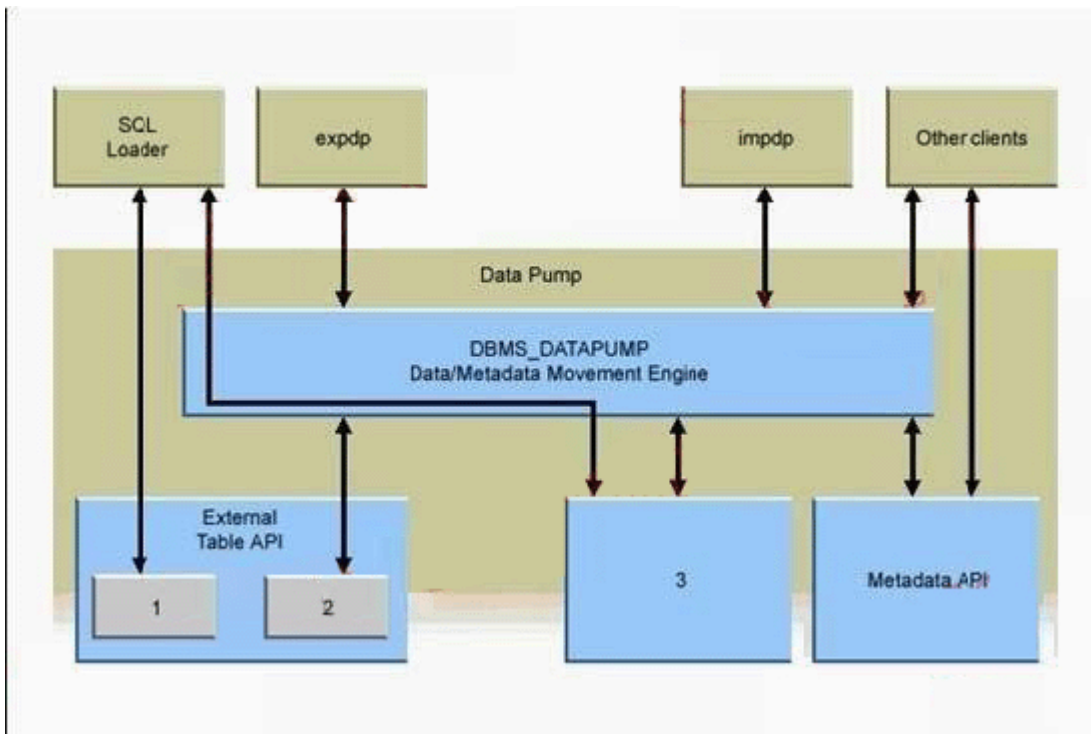 SQL
Loader
expdp
impdp
Other clients
Data Pump
DBMS_DATAPUMP
Data/Metadata Movement Engine
External
Table API
1
2
3
Metadata API